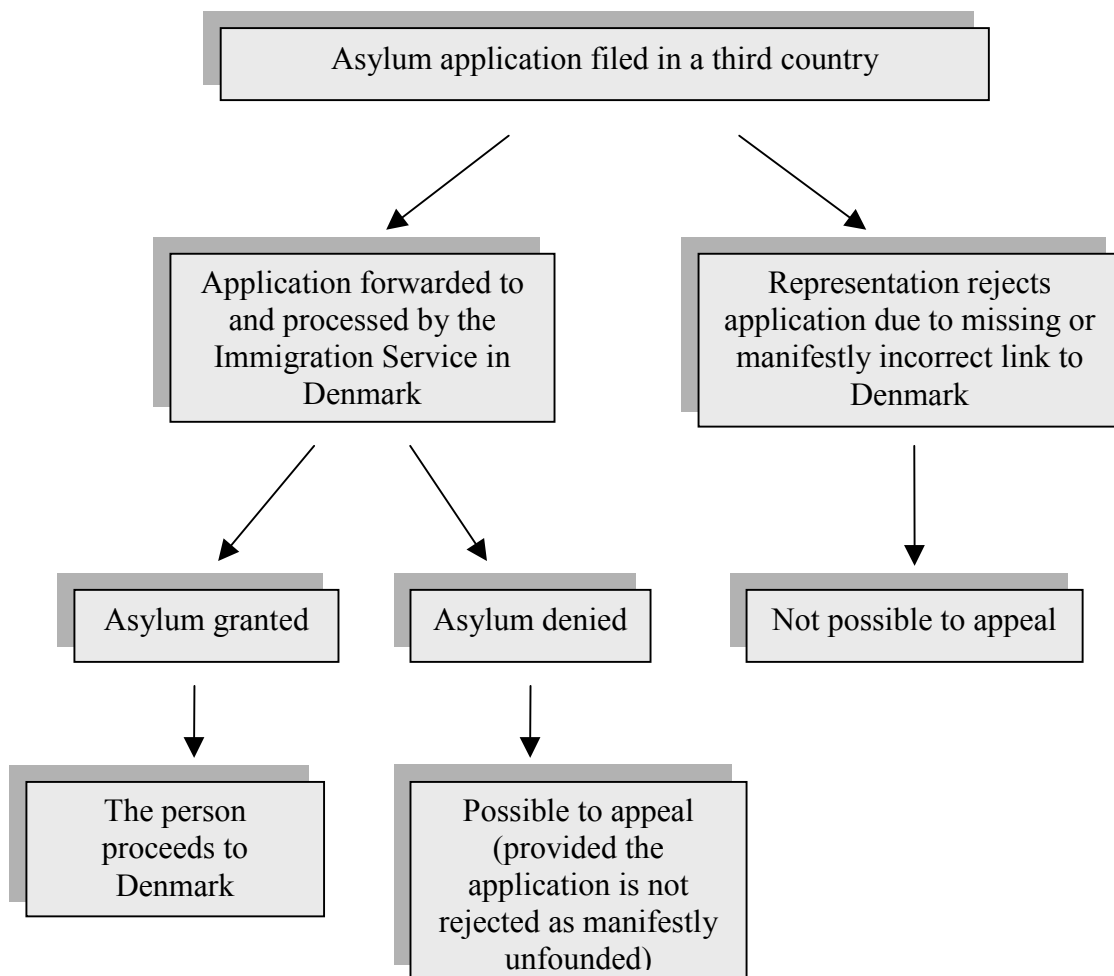 Asylum application filed in a third country
Application forwarded to
and processed by the
Immigration Service in
Denmark
Representation rejects
application due to missing or
manifestly incorrect link to
Denmark
Asylum granted
Asylum denied
Not possible to appeal
The person
proceeds to
Denmark
Possible to appeal
(provided the
application is not
rejected as manifestly
unfounded)